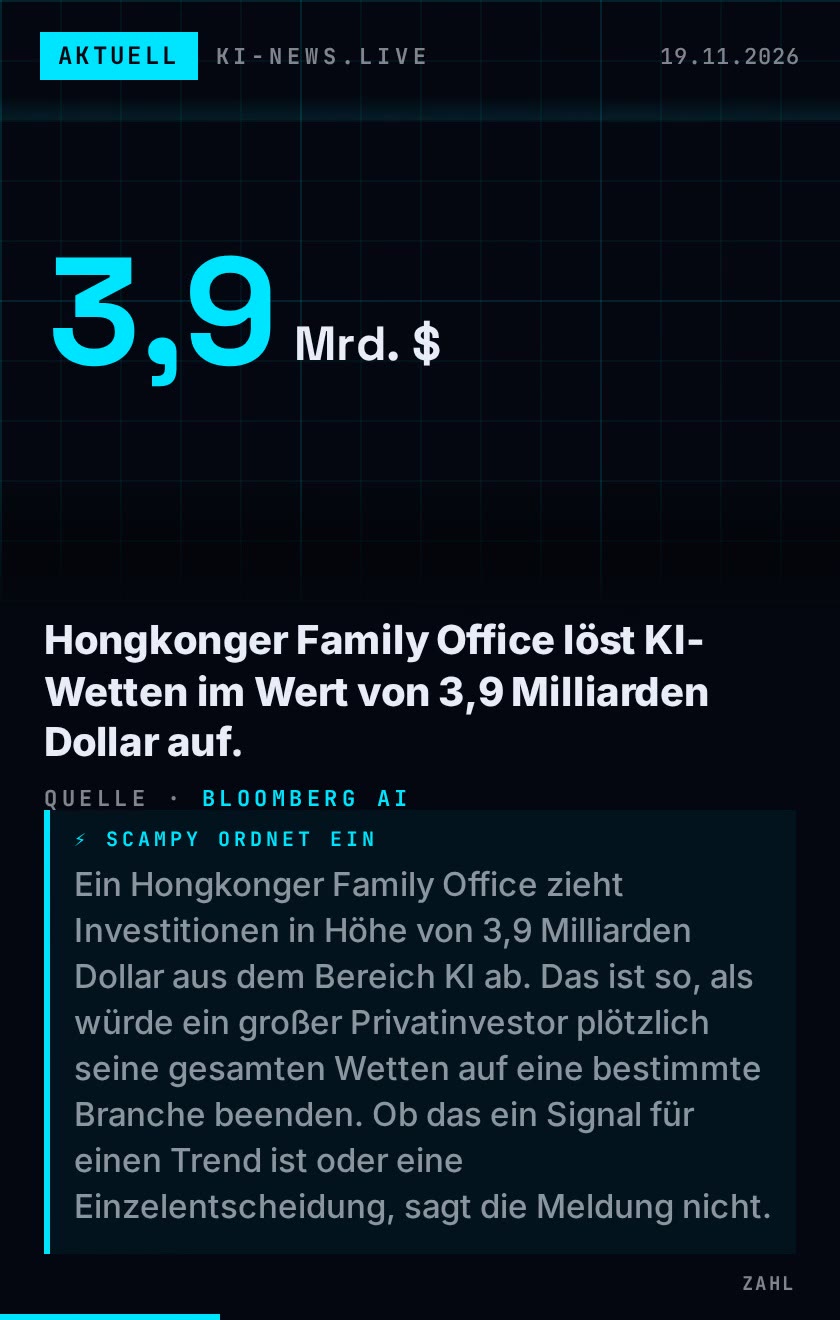 AKTUELL KI-NEWS.LIVE 19.11.2026
3,9 Mrd. $
Hongkonger Family Office löst KI-
Wetten im Wert von 3,9 Milliarden
Dollar auf.
QUELLE · BLOOMBERG AI
⚡ SCAMPY ORDNET EIN
Ein Hongkonger Family Office zieht
Investitionen in Höhe von 3,9 Milliarden
Dollar aus dem Bereich KI ab. Das ist so, als
würde ein großer Privatinvestor plötzlich
seine gesamten Wetten auf eine bestimmte
Branche beenden. Ob das ein Signal für
einen Trend ist oder eine
Einzelentscheidung, sagt die Meldung nicht.
ZAHL